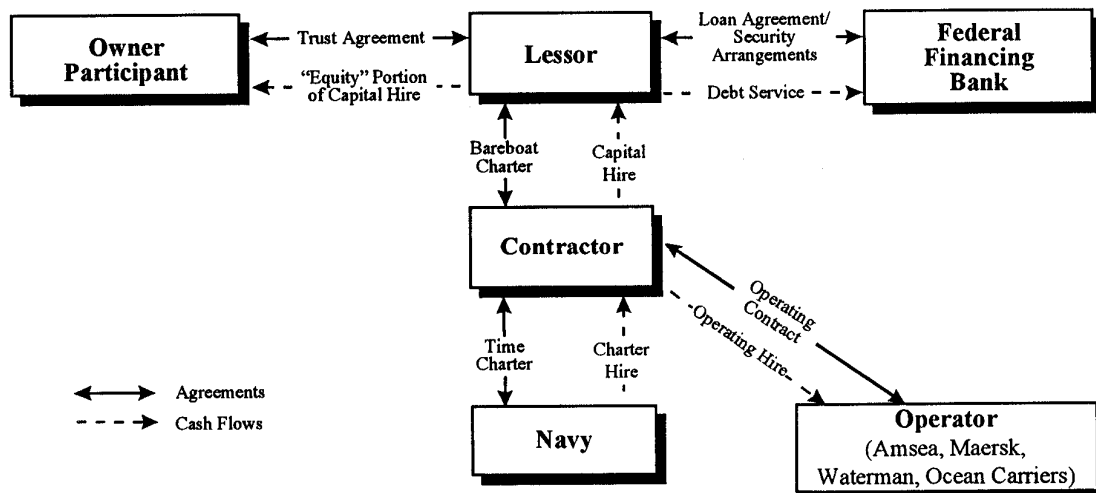 Owner
Participant
Trust Agreement
"Equity" Portion
of Capital Hire
Lessor
Loan Agreement/
Security
Arrangements
Debt Service
Federal
Financing
Bank
Bareboat
Charter
Capital
Hire
Contractor
Operating
Contract
Operating Hire
Time
Charter
Charter
Hire
Agreements
Cash Flows
Navy
Operator
(Amsea, Maersk,
Waterman, Ocean Carriers)